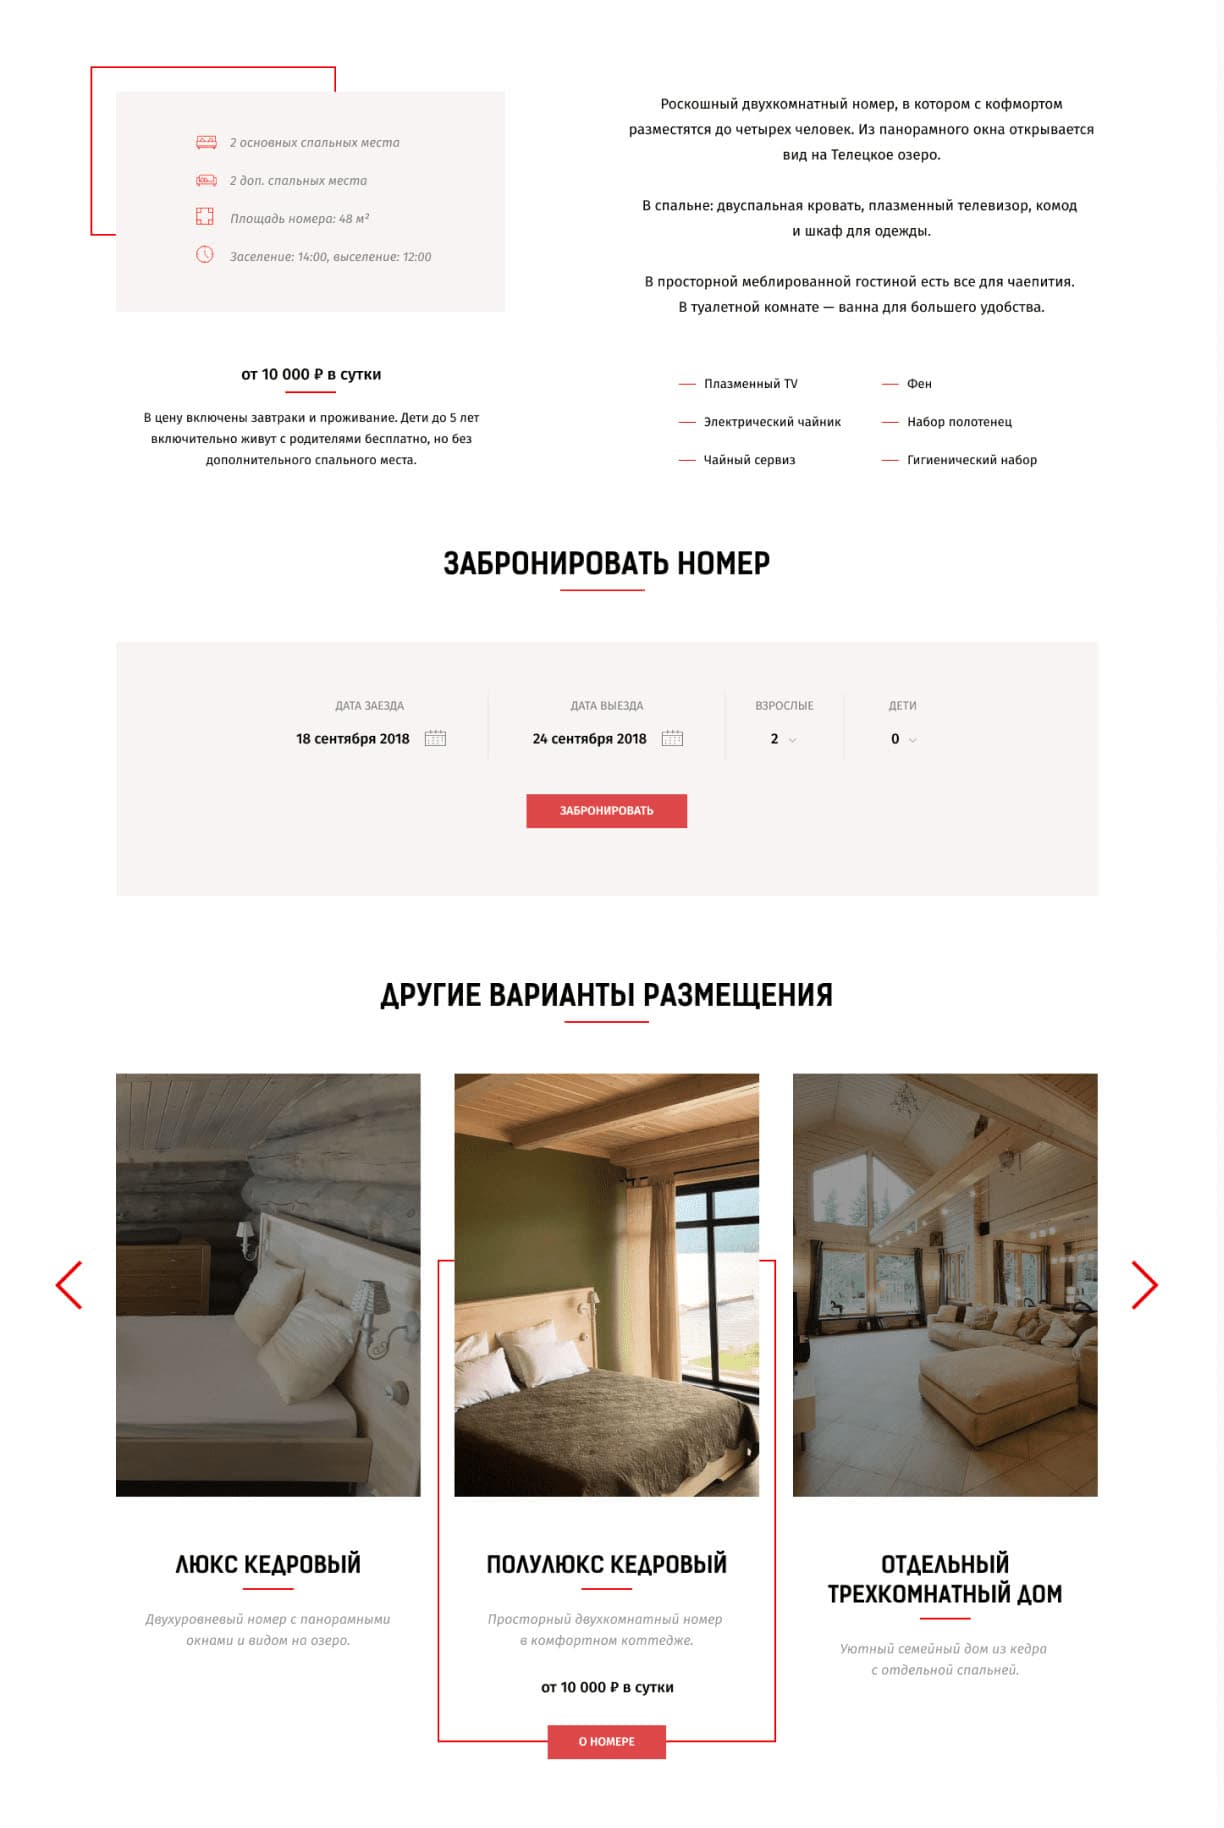 2 основных спальных места
2 доп. спальных места
Площадь номера: 48 м²
Заселение: 14:00, выселение: 12:00
от 10 000 ₽ в сутки
В цену включены завтраки и проживание. Дети до 5 лет
включительно живут с родителями бесплатно, но без
дополнительного спального места.
Роскошный двухкомнатный номер, в котором с кофмортом
разместятся до четырех человек. Из панорамного окна открывается
вид на Телецкое озеро.
В спальне: двуспальная кровать, плазменный телевизор, комод
и шкаф для одежды.
В просторной меблированной гостиной есть все для чаепития.
В туалетной комнате — ванна для большего удобства.
— Плазменный TV
— Электрический чайник
— Чайный сервиз
— Фен
— Набор полотенец
— Гигиенический набор
ЗАБРОНИРОВАТЬ НОМЕР
ДАТА ЗАЕЗДА
18 сентября 2018
ДАТА ВЫЕЗДА
24 сентября 2018
ВЗРОСЛЫЕ
2
ДЕТИ
0
ЗАБРОНИРОВАТЬ
ДРУГИЕ ВАРИАНТЫ РАЗМЕЩЕНИЯ
ЛЮКС КЕДРОВЫЙ
Двухуровневый номер с панорамными
окнами и видом на озеро.
ПОЛУЛЮКС КЕДРОВЫЙ
Просторный двухкомнатный номер
в комфортном коттедже.
от 10 000 ₽ в сутки
О НОМЕРЕ
ОТДЕЛЬНЫЙ
ТРЕХКОМНАТНЫЙ ДОМ
Уютный семейный дом из кедра
с отдельной спальней.